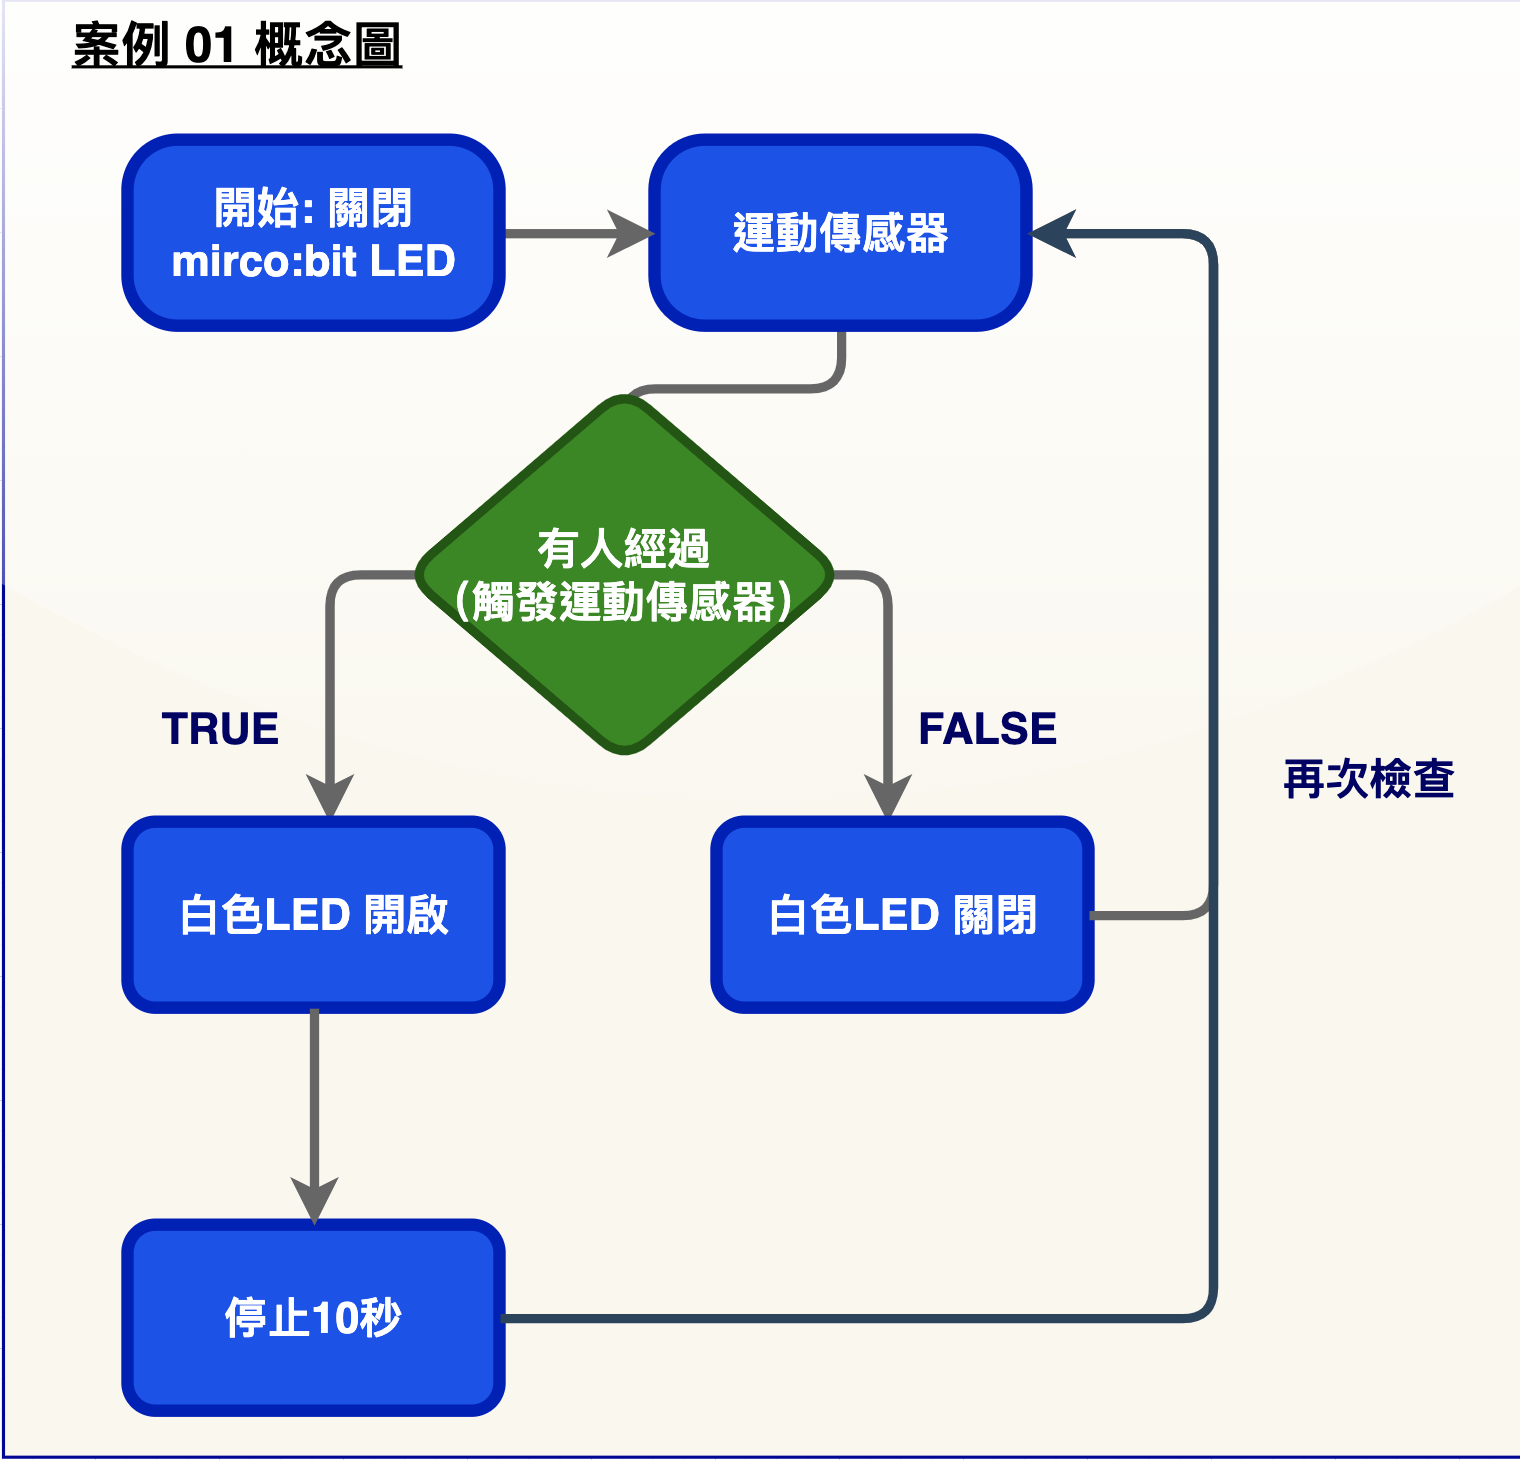 案例 01 概念圖
開始: 關閉
mirco:bit LED
運動傳感器
有人經過
(觸發運動傳感器)
TRUE
FALSE
再次檢查
白色LED 開啟
白色LED 關閉
停止10秒